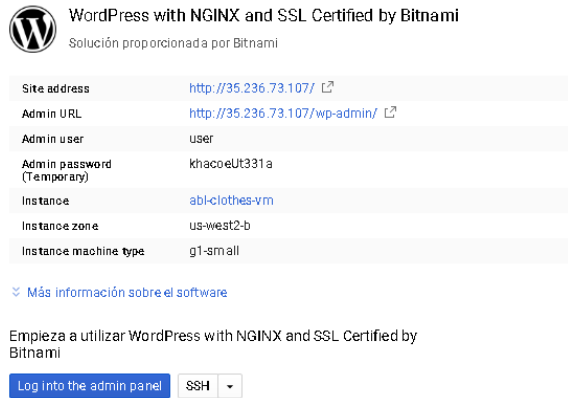 WordPress with NGINX and SSL Certified by Bitnami
Solución proporcionada por Bitnami
Site address http://35.236.73.107/
Admin URL http://35.236.73.107/wp-admin/
Admin user user
Admin password (Temporary) khacoeUt331a
Instance abl-clothes-vm
Instance zone us-west2-b
Instance machine type g1-small
Más información sobre el software
Empieza a utilizar WordPress with NGINX and SSL Certified by
Bitnami
Log into the admin panel SSH